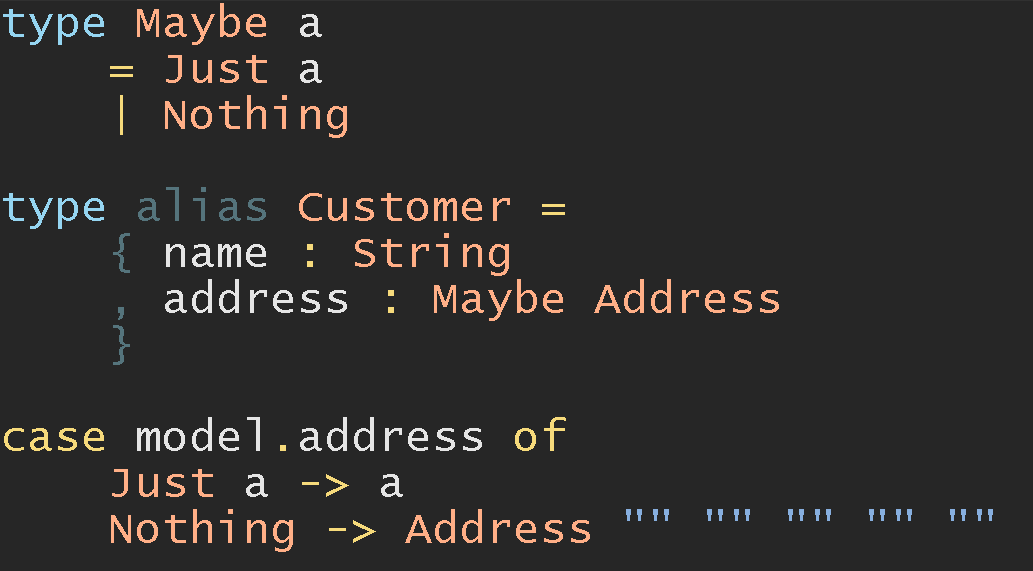 type Maybe a
    = Just a
    | Nothing

type alias Customer =
    { name : String
    , address : Maybe Address
    }

case model.address of
    Just a -> a
    Nothing -> Address "" "" "" "" ""